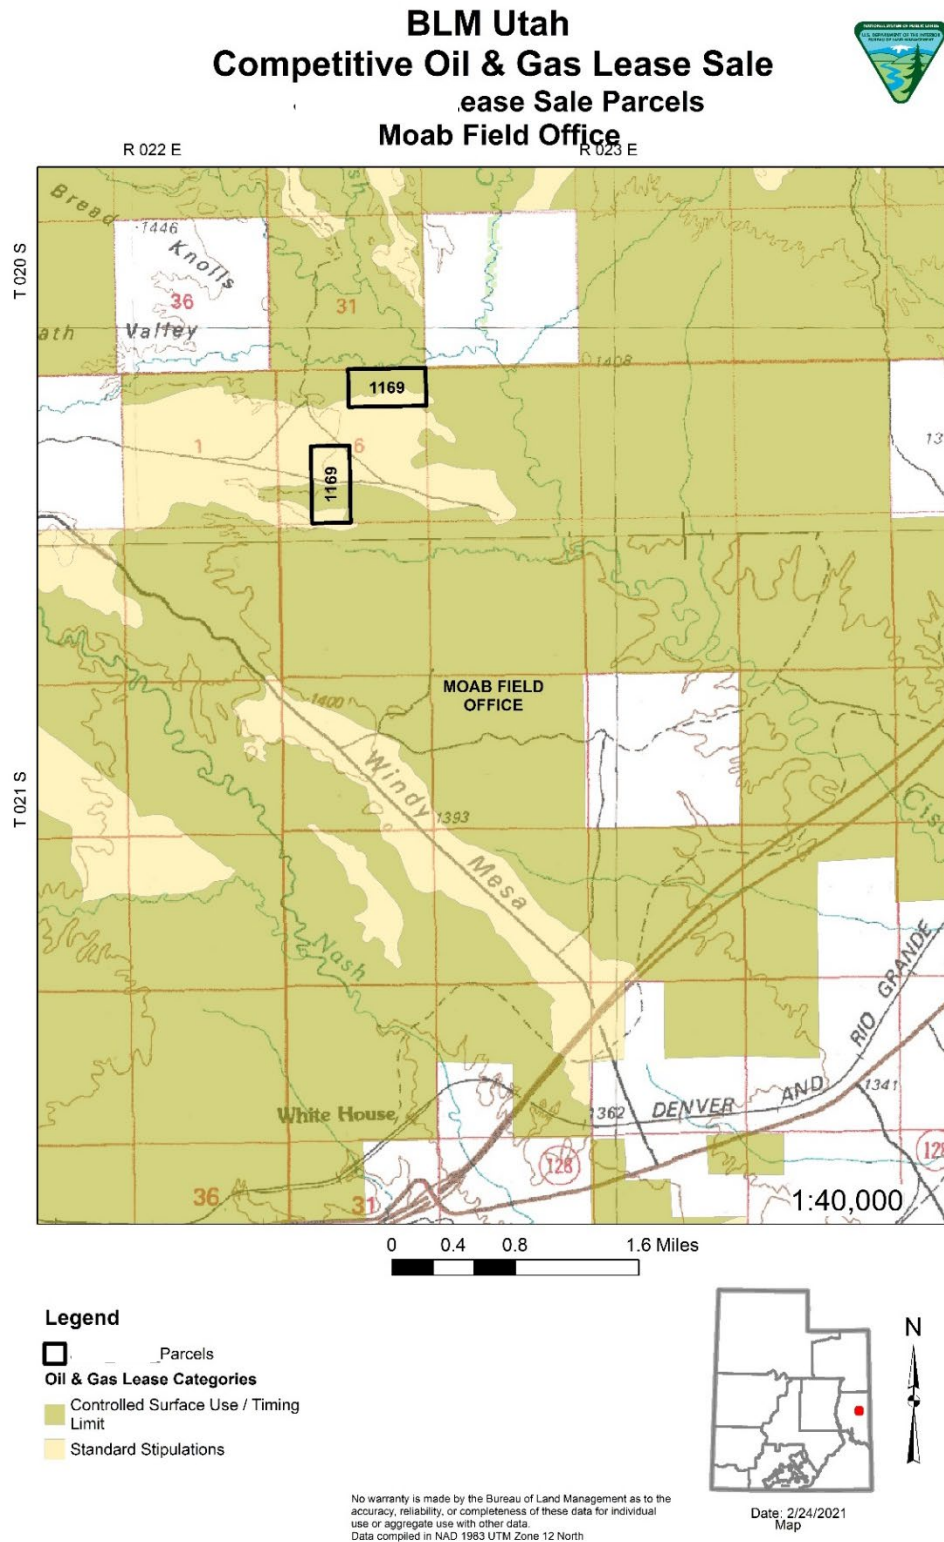 BLM Utah
Competitive Oil & Gas Lease Sale
ease Sale Parcels
Moab Field Office
R 022 E
R 023 E
T 020 S
T 021 S
Bread
1446
Knolls
36
31
ath
Valley
1408
1169
1
6
13
1169
MOAB FIELD
OFFICE
1400
Windy
1393
Mesa
Cisc
Nash
RIO GRANDE
White House
1362
DENVER
AND
1341
128
128
36
31
1:40,000
0 0.4 0.8 1.6 Miles
Legend
Parcels
Oil & Gas Lease Categories
Controlled Surface Use / Timing
Limit
Standard Stipulations
N
No warranty is made by the Bureau of Land Management as to the
accuracy, reliability, or completeness of these data for individual
use or aggregate use with other data.
Data compiled in NAD 1983 UTM Zone 12 North
Date: 2/24/2021
Map